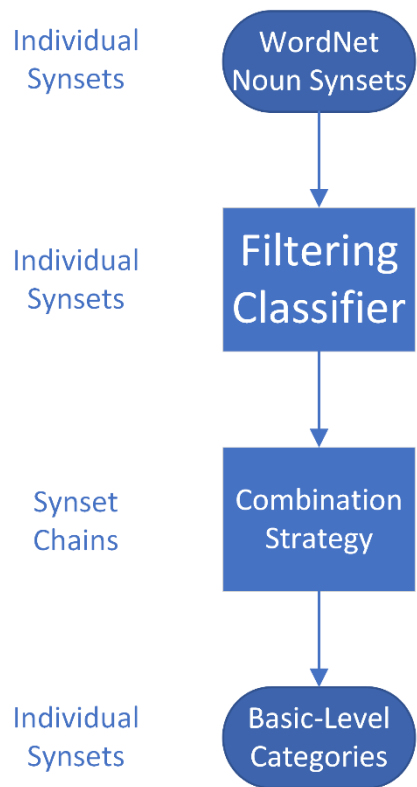 Individual
Synsets
WordNet
Noun Synsets
Individual
Synsets
Filtering
Classifier
Synset
Chains
Combination
Strategy
Individual
Synsets
Basic-Level
Categories